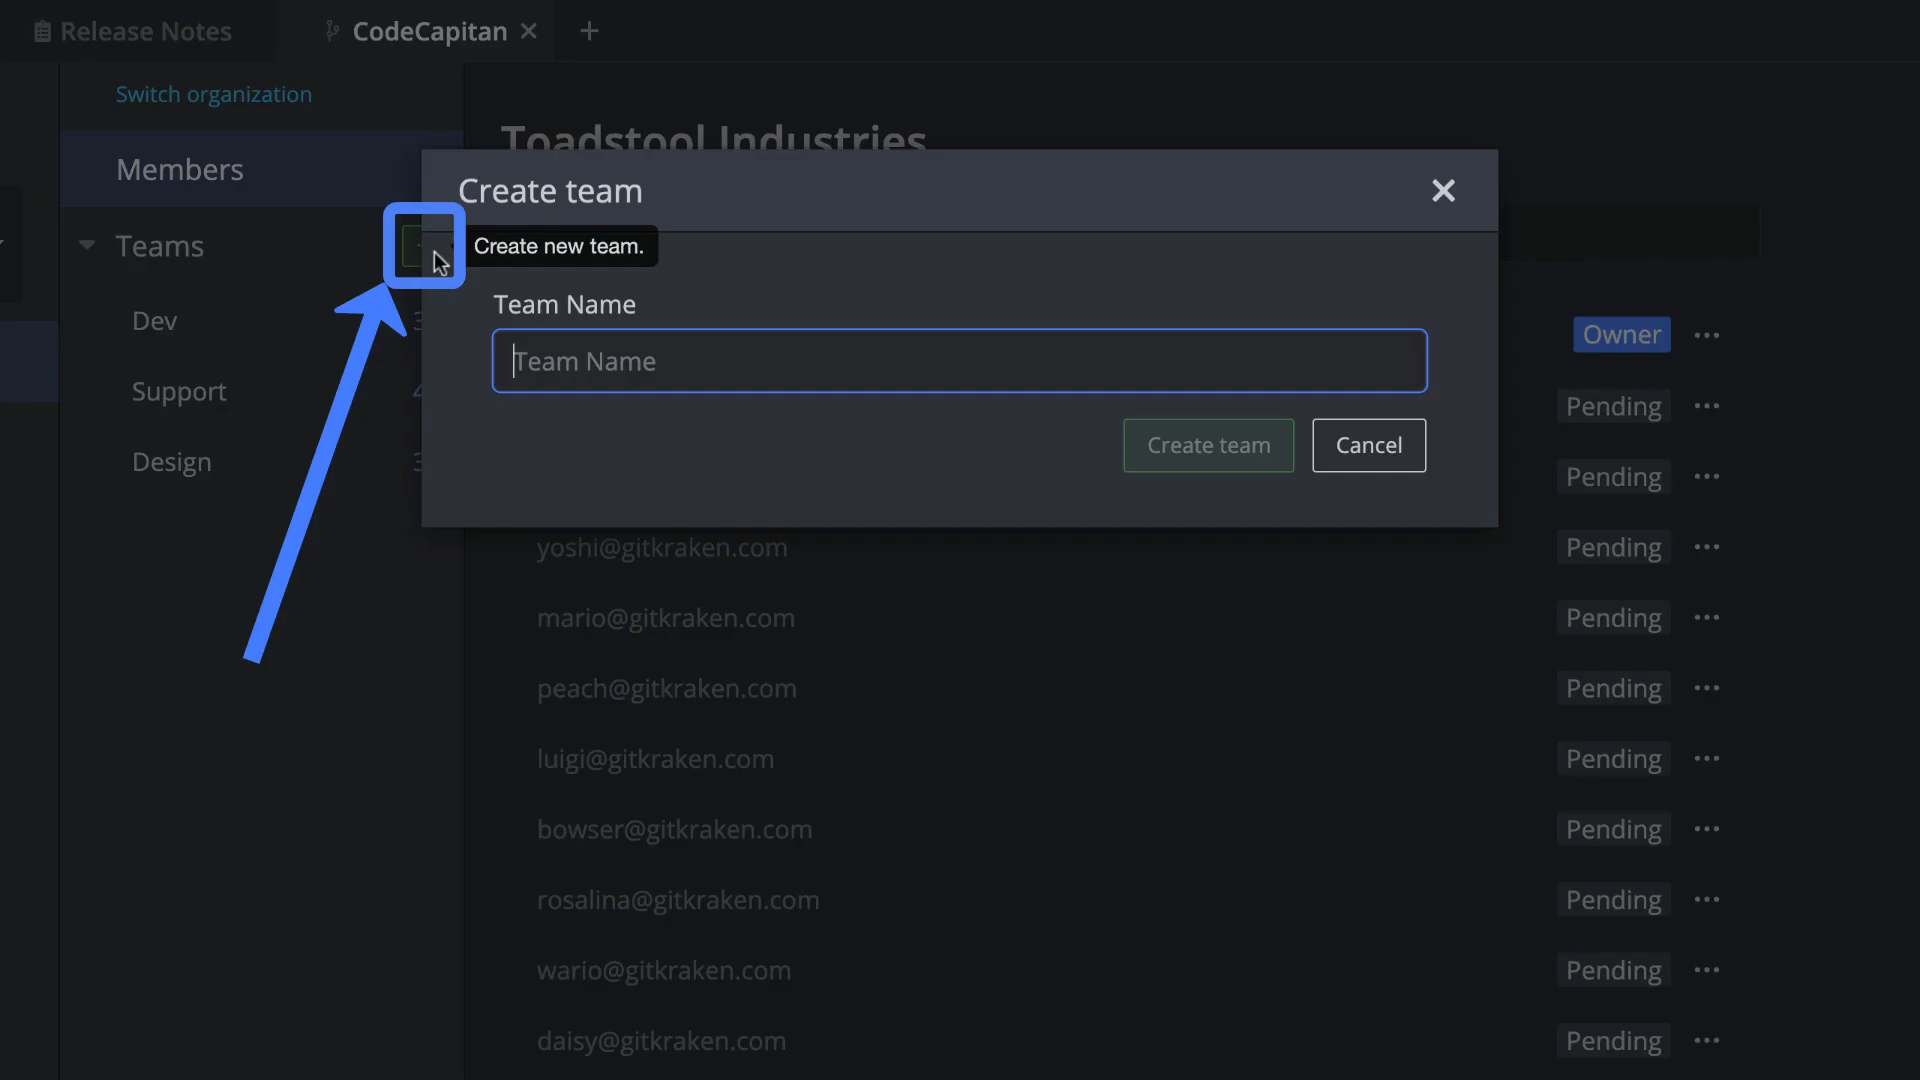 Release Notes
CodeCapitan
Switch organization
Toadstool Industries
Members
Create team
Teams
Create new team.
Team Name
Dev
Team Name
Owner
Support
Pending
Create team
Cancel
Design
Pending
yoshi@gitkraken.com
Pending
mario@gitkraken.com
Pending
peach@gitkraken.com
Pending
luigi@gitkraken.com
Pending
bowser@gitkraken.com
Pending
rosalina@gitkraken.com
Pending
wario@gitkraken.com
Pending
daisy@gitkraken.com
Pending